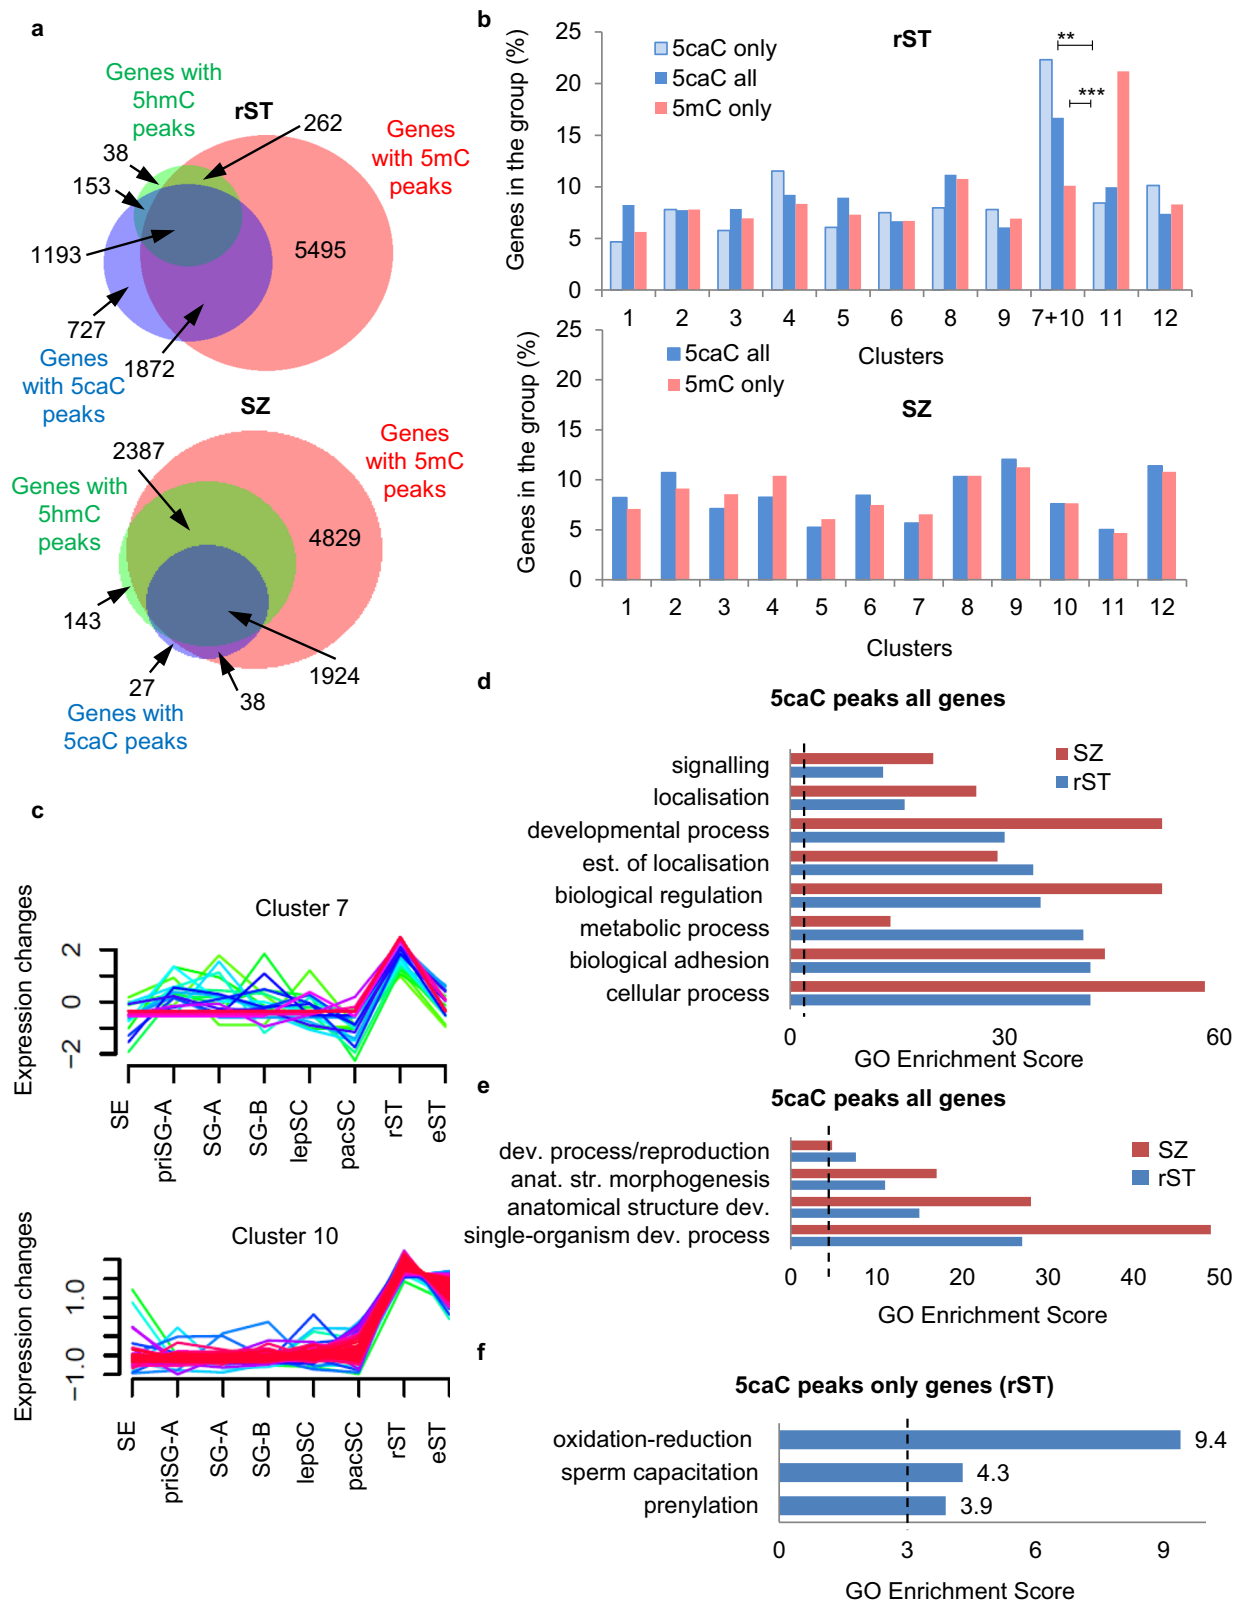 a
Genes with
5hmC
peaks
rST
262
Genes
with 5mC
peaks
38
153
1193
5495
727
1872
Genes
with 5caC
peaks
SZ
2387
Genes
with 5mC
peaks
Genes with
5hmC
peaks
4829
143
27
38
1924
Genes with
5caC peaks
b
Genes in the group (%)
25
20
15
10
5
0
5caC only
5caC all
5mC only
rST
**
***
1 2 3 4 5 6 8 9 7+10 11 12
Clusters
Genes in the group (%)
25
20
15
10
5
0
5caC all
5mC only
SZ
1 2 3 4 5 6 7 8 9 10 11 12
Clusters
c
Cluster 7
Expression changes
2
0
−2
SE priSG-A SG-A SG-B lepSC pacSC rST eST
Cluster 10
Expression changes
1.0
−1.0
SE priSG-A SG-A SG-B lepSC pacSC rST eST
d
5caC peaks all genes
SZ
rST
signalling
localisation
developmental process
est. of localisation
biological regulation
metabolic process
biological adhesion
cellular process
0 30 60
GO Enrichment Score
e
5caC peaks all genes
SZ
rST
dev. process/reproduction
anat. str. morphogenesis
anatomical structure dev.
single-organism dev. process
0 10 20 30 40 50
GO Enrichment Score
f
5caC peaks only genes (rST)
oxidation-reduction 9.4
sperm capacitation 4.3
prenylation 3.9
0 3 6 9
GO Enrichment Score